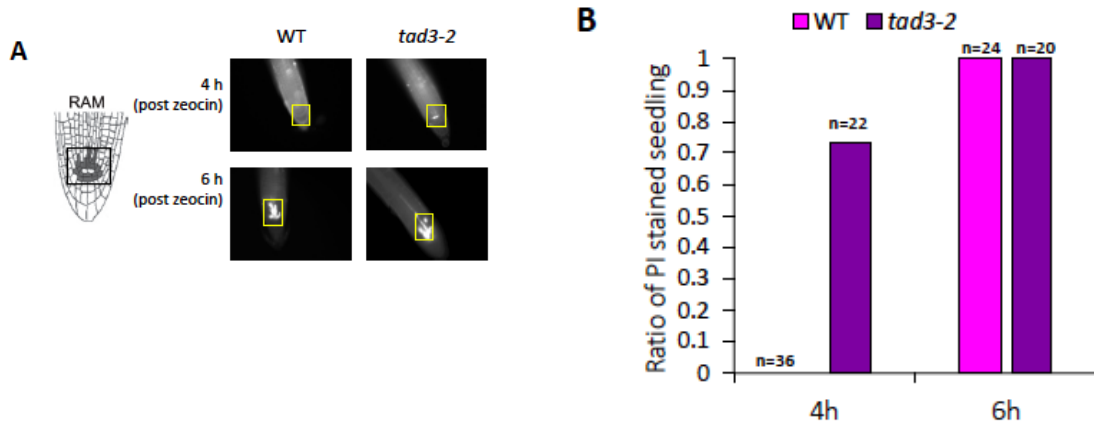 A
WT
tad3-2
4 h
(post zeocin)
RAM
6 h
(post zeocin)
B
WT tad3-2
Ratio of PI stained seedling
1
0.9
0.8
0.7
0.6
0.5
0.4
0.3
0.2
0.1
0
n=36
n=22
n=24
n=20
4h
6h